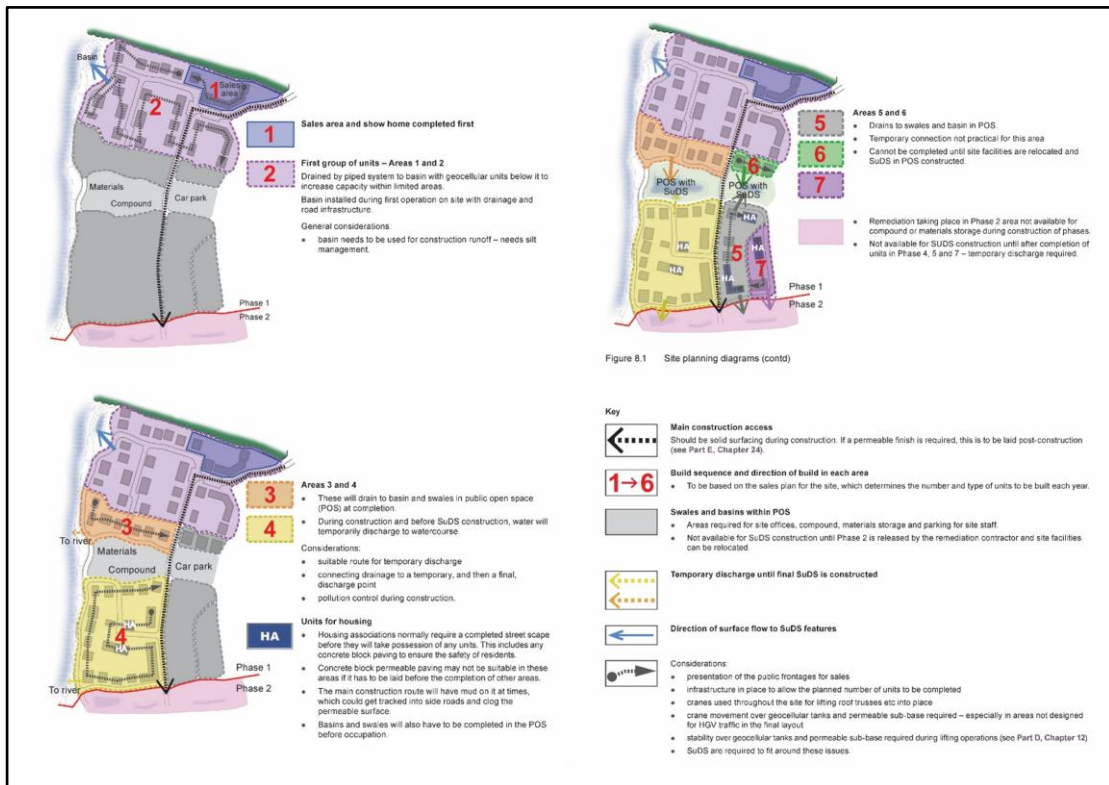 Basin
1
Sales
area
2
Materials
Compound
Car park
Phase 1
Phase 2
1
Sales area and show home completed first
2
First group of units – Areas 1 and 2
Drained by piped system to basin with geocellular units below it to
increase capacity within limited areas.
Basin installed during first operation on site with drainage and
road infrastructure.
General considerations:
• basin needs to be used for construction runoff – needs silt
management.
6
POS with
SuDS
POS with
SuDS
HA
HA
HA
5
HA
7
Phase 1
Phase 2
5
6
7
Areas 5 and 6
• Drains to swales and basin in POS.
• Temporary connection not practical for this area
• Cannot be completed until site facilities are relocated and
SuDS in POS constructed.
• Remediation taking place in Phase 2 area not available for
compound or materials storage during construction of phases.
• Not available for SUDS construction until after completion of
units in Phase 4, 5 and 7 – temporary discharge required.
Figure 8.1 Site planning diagrams (contd)
3
To river
Materials
Compound
Car park
HA
4
HA
To river
Phase 1
Phase 2
3
4
Areas 3 and 4
• These will drain to basin and swales in public open space
(POS) at completion.
• During construction and before SuDS construction, water will
temporarily discharge to watercourse.
Considerations:
• suitable route for temporary discharge
• connecting drainage to a temporary, and then a final,
discharge point
• pollution control during construction.
HA
Units for housing
• Housing associations normally require a completed street scape
before they will take possession of any units. This includes any
concrete block paving to ensure the safety of residents.
• Concrete block permeable paving may not be suitable in these
areas if it has to be laid before the completion of other areas.
• The main construction route will have mud on it at times,
which could get tracked into side roads and clog the
permeable surface.
• Basins and swales will also have to be completed in the POS
before occupation.
Key
Main construction access
Should be solid surfacing during construction. If a permeable finish is required, this is to be laid post-construction
(see Part E, Chapter 24).
1→6
Build sequence and direction of build in each area
• To be based on the sales plan for the site, which determines the number and type of units to be built each year.
Swales and basins within POS
• Areas required for site offices, compound, materials storage and parking for site staff.
• Not available for SuDS construction until Phase 2 is released by the remediation contractor and site facilities
can be relocated.
Temporary discharge until final SuDS is constructed
Direction of surface flow to SuDS features
Considerations:
• presentation of the public frontages for sales
• infrastructure in place to allow the planned number of units to be completed
• cranes used throughout the site for lifting roof trusses etc into place
• crane movement over geocellular tanks and permeable sub-base required – especially in areas not designed
for HGV traffic in the final layout
• stability over geocellular tanks and permeable sub-base required during lifting operations (see Part D, Chapter 12)
• SuDS are required to fit around these issues.